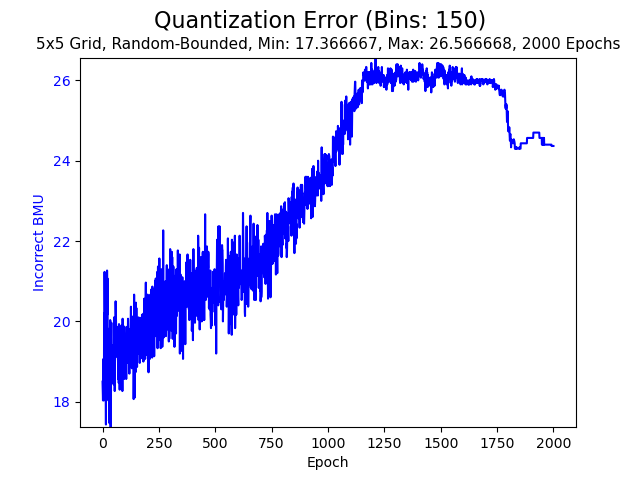 Quantization Error (Bins: 150)
5x5 Grid, Random-Bounded, Min: 17.366667, Max: 26.566668, 2000 Epochs
26
24
22
20
18
Incorrect BMU
0 250 500 750 1000 1250 1500 1750 2000
Epoch